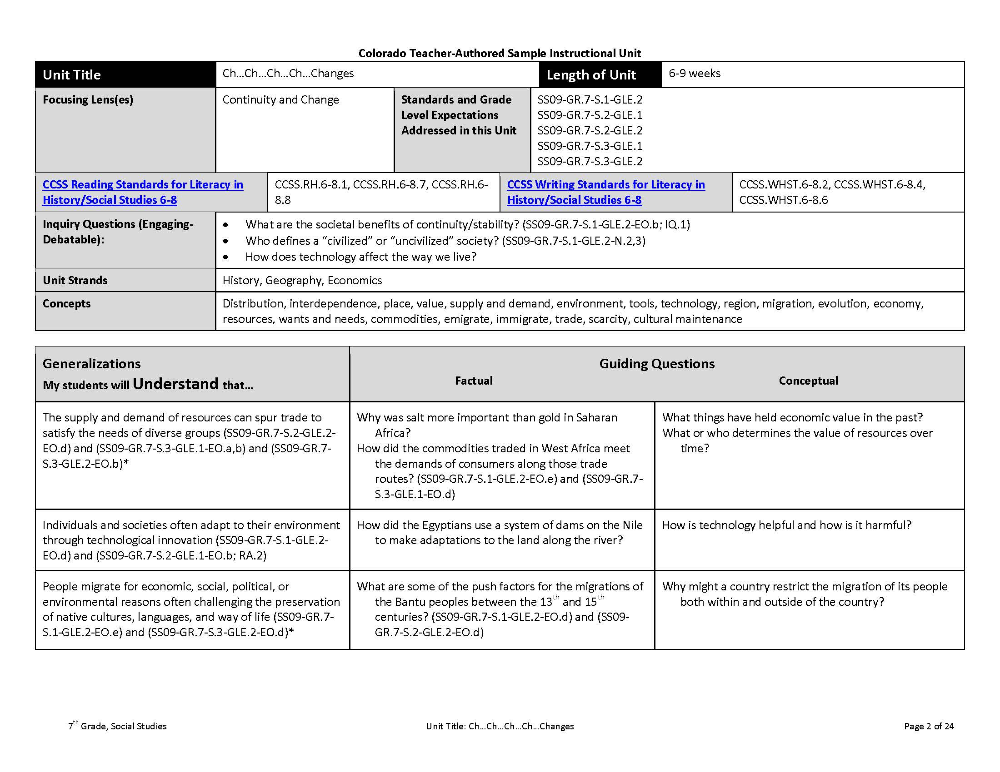 Colorado Teacher-Authored Sample Instructional Unit
Unit Title
Ch…Ch…Ch…Ch…Changes
Length of Unit
6-9 weeks
Focusing Lens(es)
Continuity and Change
Standards and Grade
Level Expectations
Addressed in this Unit
SS09-GR.7-S.1-GLE.2
SS09-GR.7-S.2-GLE.1
SS09-GR.7-S.2-GLE.2
SS09-GR.7-S.3-GLE.1
SS09-GR.7-S.3-GLE.2
CCSS Reading Standards for Literacy in
History/Social Studies 6-8
CCSS.RH.6-8.1, CCSS.RH.6-8.7, CCSS.RH.6-
8.8
CCSS Writing Standards for Literacy in
History/Social Studies 6-8
CCSS.WHST.6-8.2, CCSS.WHST.6-8.4,
CCSS.WHST.6-8.6
Inquiry Questions (Engaging-
Debatable):
• What are the societal benefits of continuity/stability? (SS09-GR.7-S.1-GLE.2-EO.b; IQ.1)
• Who defines a “civilized” or “uncivilized” society? (SS09-GR.7-S.1-GLE.2-N.2,3)
• How does technology affect the way we live?
Unit Strands
History, Geography, Economics
Concepts
Distribution, interdependence, place, value, supply and demand, environment, tools, technology, region, migration, evolution, economy,
resources, wants and needs, commodities, emigrate, immigrate, trade, scarcity, cultural maintenance
Generalizations
My students will Understand that…
Guiding Questions
Factual
Conceptual
The supply and demand of resources can spur trade to
satisfy the needs of diverse groups (SS09-GR.7-S.2-GLE.2-
EO.d) and (SS09-GR.7-S.3-GLE.1-EO.a,b) and (SS09-GR.7-
S.3-GLE.2-EO.b)*
Why was salt more important than gold in Saharan
Africa?
How did the commodities traded in West Africa meet
the demands of consumers along those trade
routes? (SS09-GR.7-S.1-GLE.2-EO.e) and (SS09-GR.7-
S.3-GLE.1-EO.d)
What things have held economic value in the past?
What or who determines the value of resources over
time?
Individuals and societies often adapt to their environment
through technological innovation (SS09-GR.7-S.1-GLE.2-
EO.d) and (SS09-GR.7-S.2-GLE.1-EO.b; RA.2)
How did the Egyptians use a system of dams on the Nile
to make adaptations to the land along the river?
How is technology helpful and how is it harmful?
People migrate for economic, social, political, or
environmental reasons often challenging the preservation
of native cultures, languages, and way of life (SS09-GR.7-
S.1-GLE.2-EO.e) and (SS09-GR.7-S.3-GLE.2-EO.d)*
What are some of the push factors for the migrations of
the Bantu peoples between the 13th and 15th
centuries? (SS09-GR.7-S.1-GLE.2-EO.d) and (SS09-
GR.7-S.2-GLE.2-EO.d)
Why might a country restrict the migration of its people
both within and outside of the country?
7th Grade, Social Studies
Unit Title: Ch…Ch…Ch…Ch…Changes
Page 2 of 24